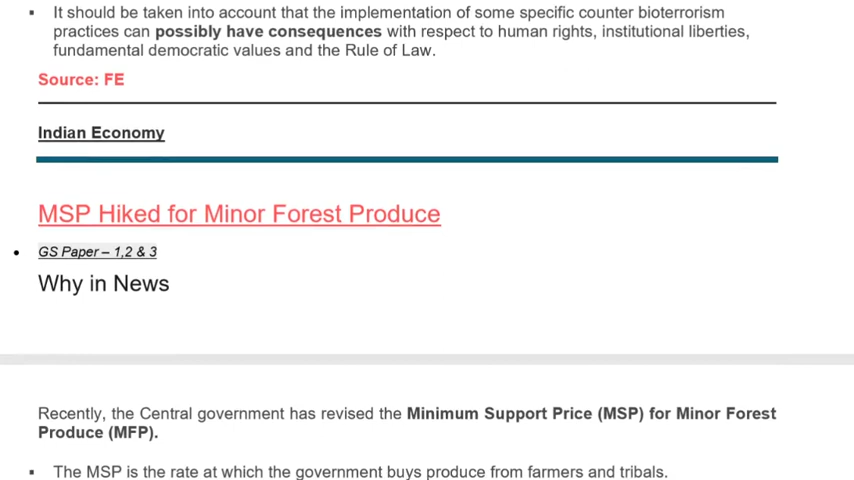 ▪ It should be taken into account that the implementation of some specific counter bioterrorism
practices can possibly have consequences with respect to human rights, institutional liberties,
fundamental democratic values and the Rule of Law.
Source: FE
Indian Economy
MSP Hiked for Minor Forest Produce
• GS Paper – 1,2 & 3
Why in News
Recently, the Central government has revised the Minimum Support Price (MSP) for Minor Forest
Produce (MFP).
▪ The MSP is the rate at which the government buys produce from farmers and tribals.